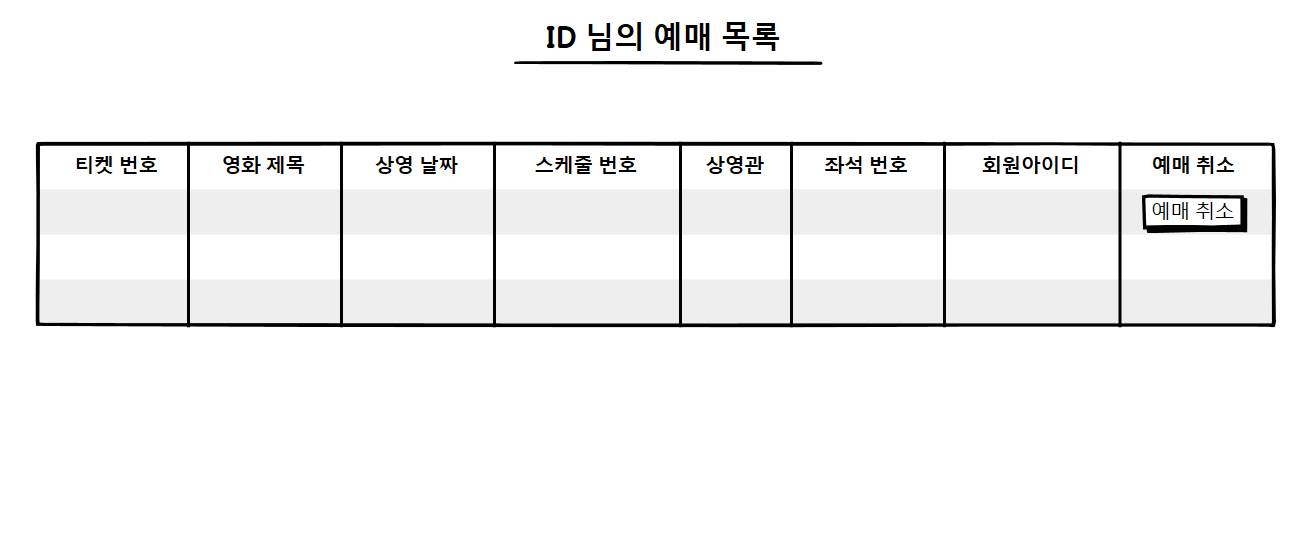 ID 님의 예매 목록
티켓 번호 영화 제목 상영 날짜 스케줄 번호 상영관 좌석 번호 회원아이디 예매 취소
예매 취소